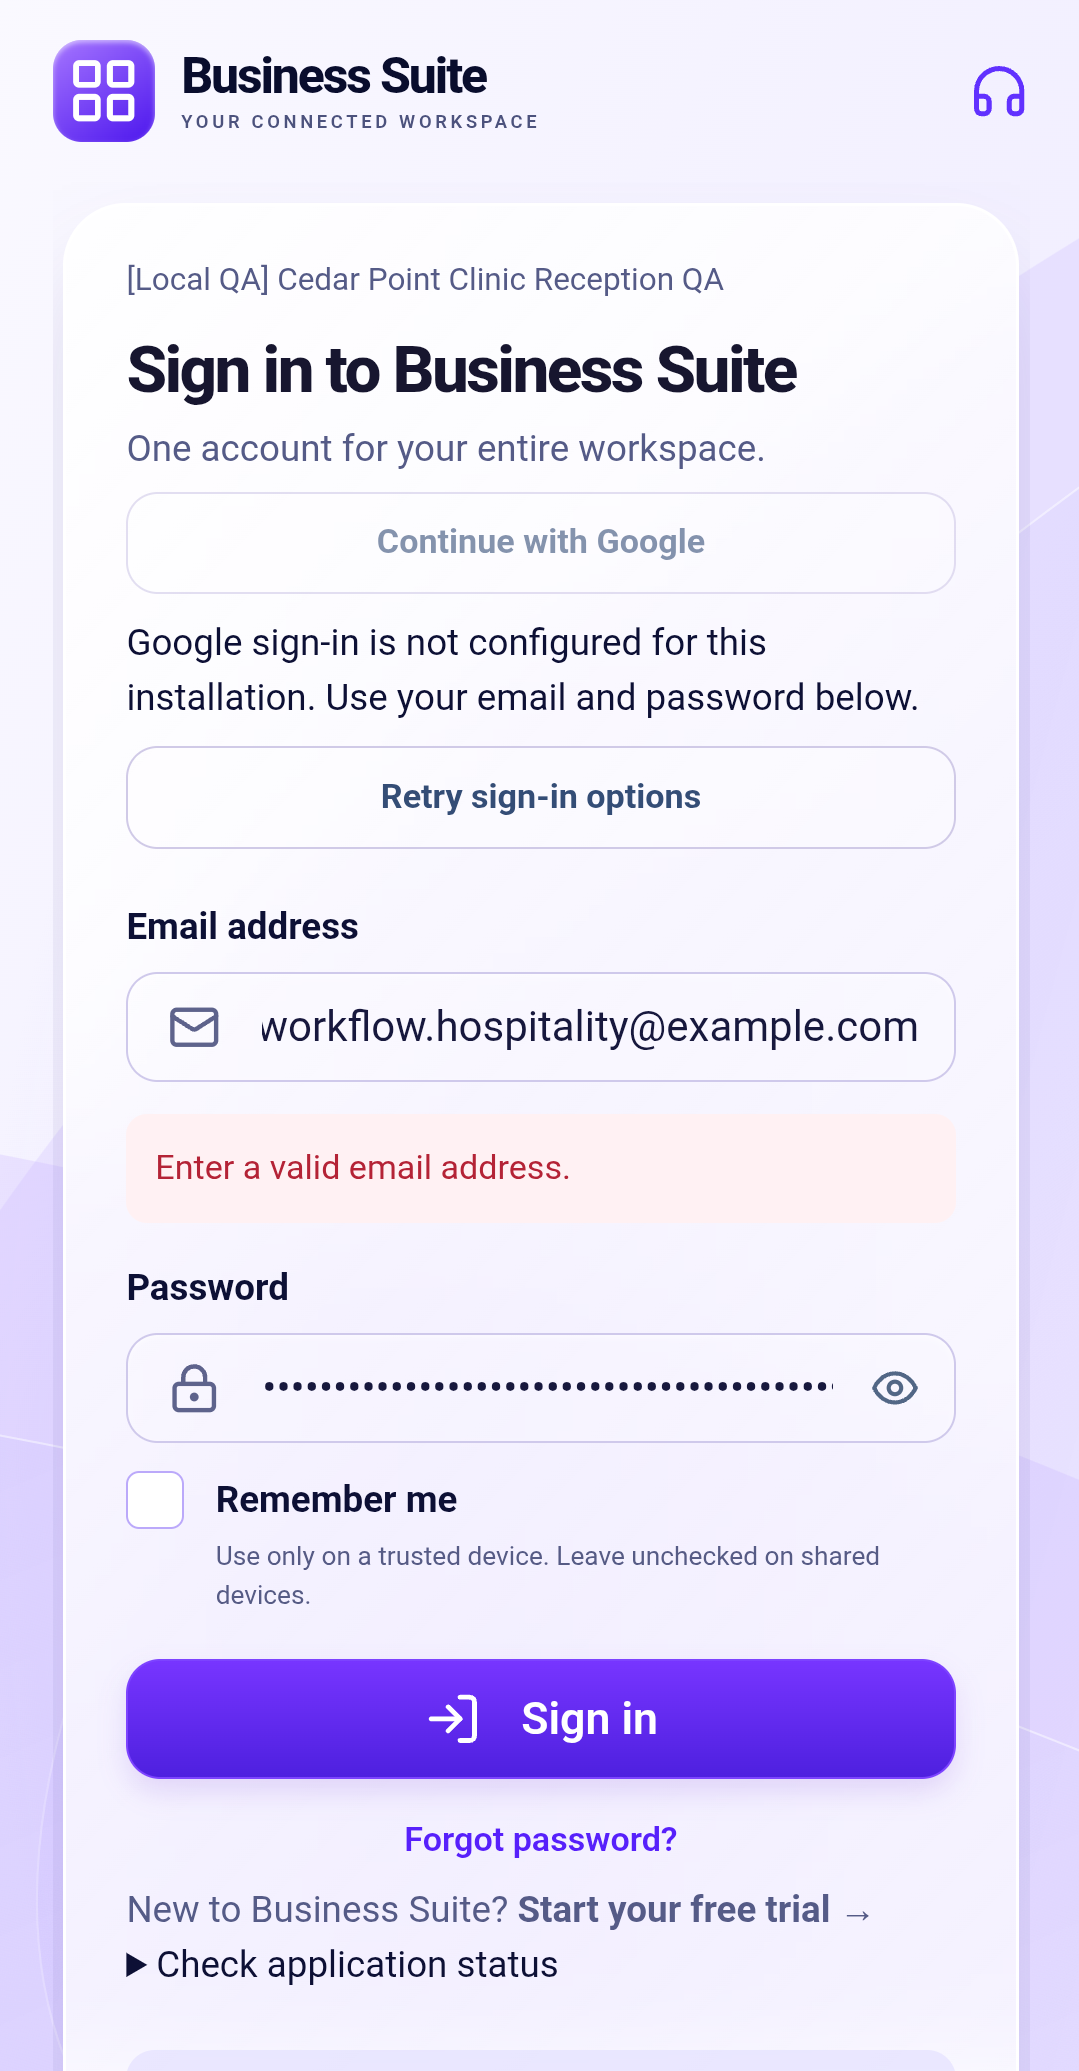 Business Suite
YOUR CONNECTED WORKSPACE
[Local QA] Cedar Point Clinic Reception QA
Sign in to Business Suite
One account for your entire workspace.
Continue with Google
Google sign-in is not configured for this
installation. Use your email and password below.
Retry sign-in options
Email address
workflow.hospitality@example.com
Enter a valid email address.
Password
Remember me
Use only on a trusted device. Leave unchecked on shared
devices.
Sign in
Forgot password?
New to Business Suite? Start your free trial →
Check application status